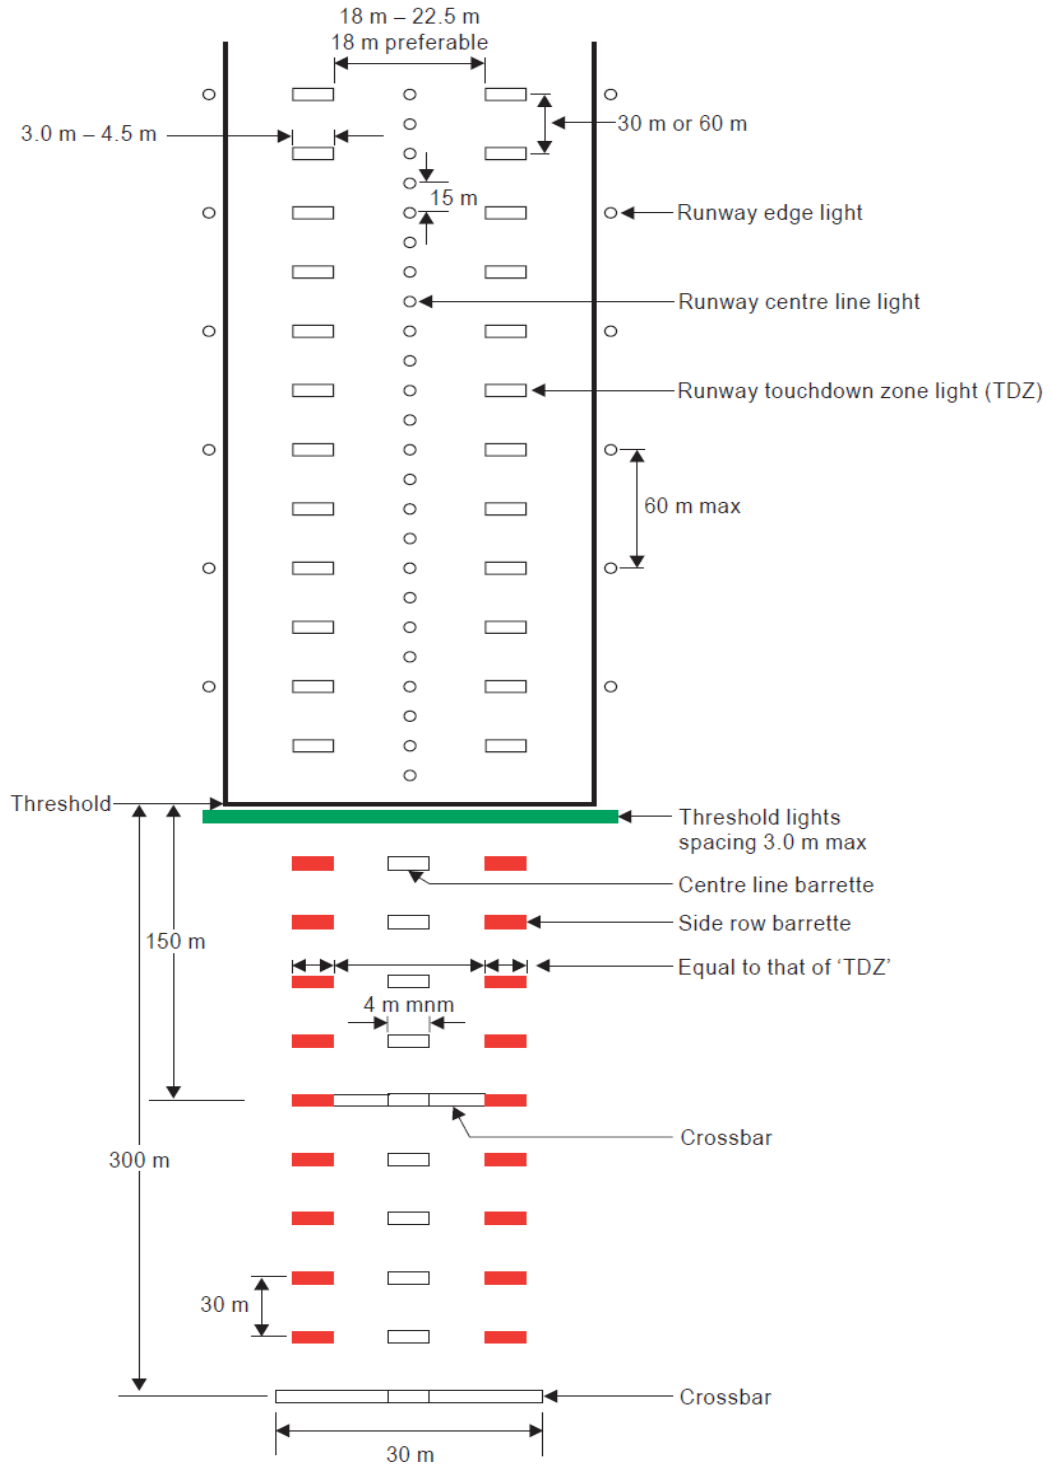 18 m – 22.5 m
18 m preferable
3.0 m – 4.5 m
30 m or 60 m
15 m
Runway edge light
Runway centre line light
Runway touchdown zone light (TDZ)
60 m max
Threshold
Threshold lights
spacing 3.0 m max
Centre line barrette
Side row barrette
150 m
Equal to that of ‘TDZ’
4 m mnm
Crossbar
300 m
30 m
Crossbar
30 m